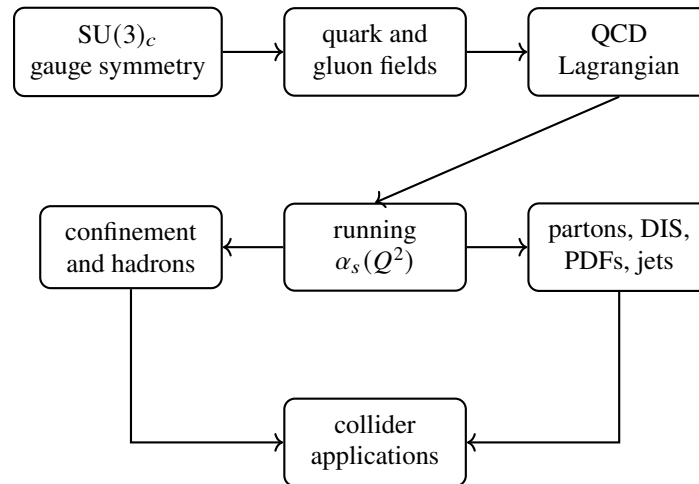 SU(3)c
gauge symmetry
quark and
gluon fields
QCD
Lagrangian
confinement
and hadrons
running
αs(Q²)
partons, DIS,
PDFs, jets
collider
applications